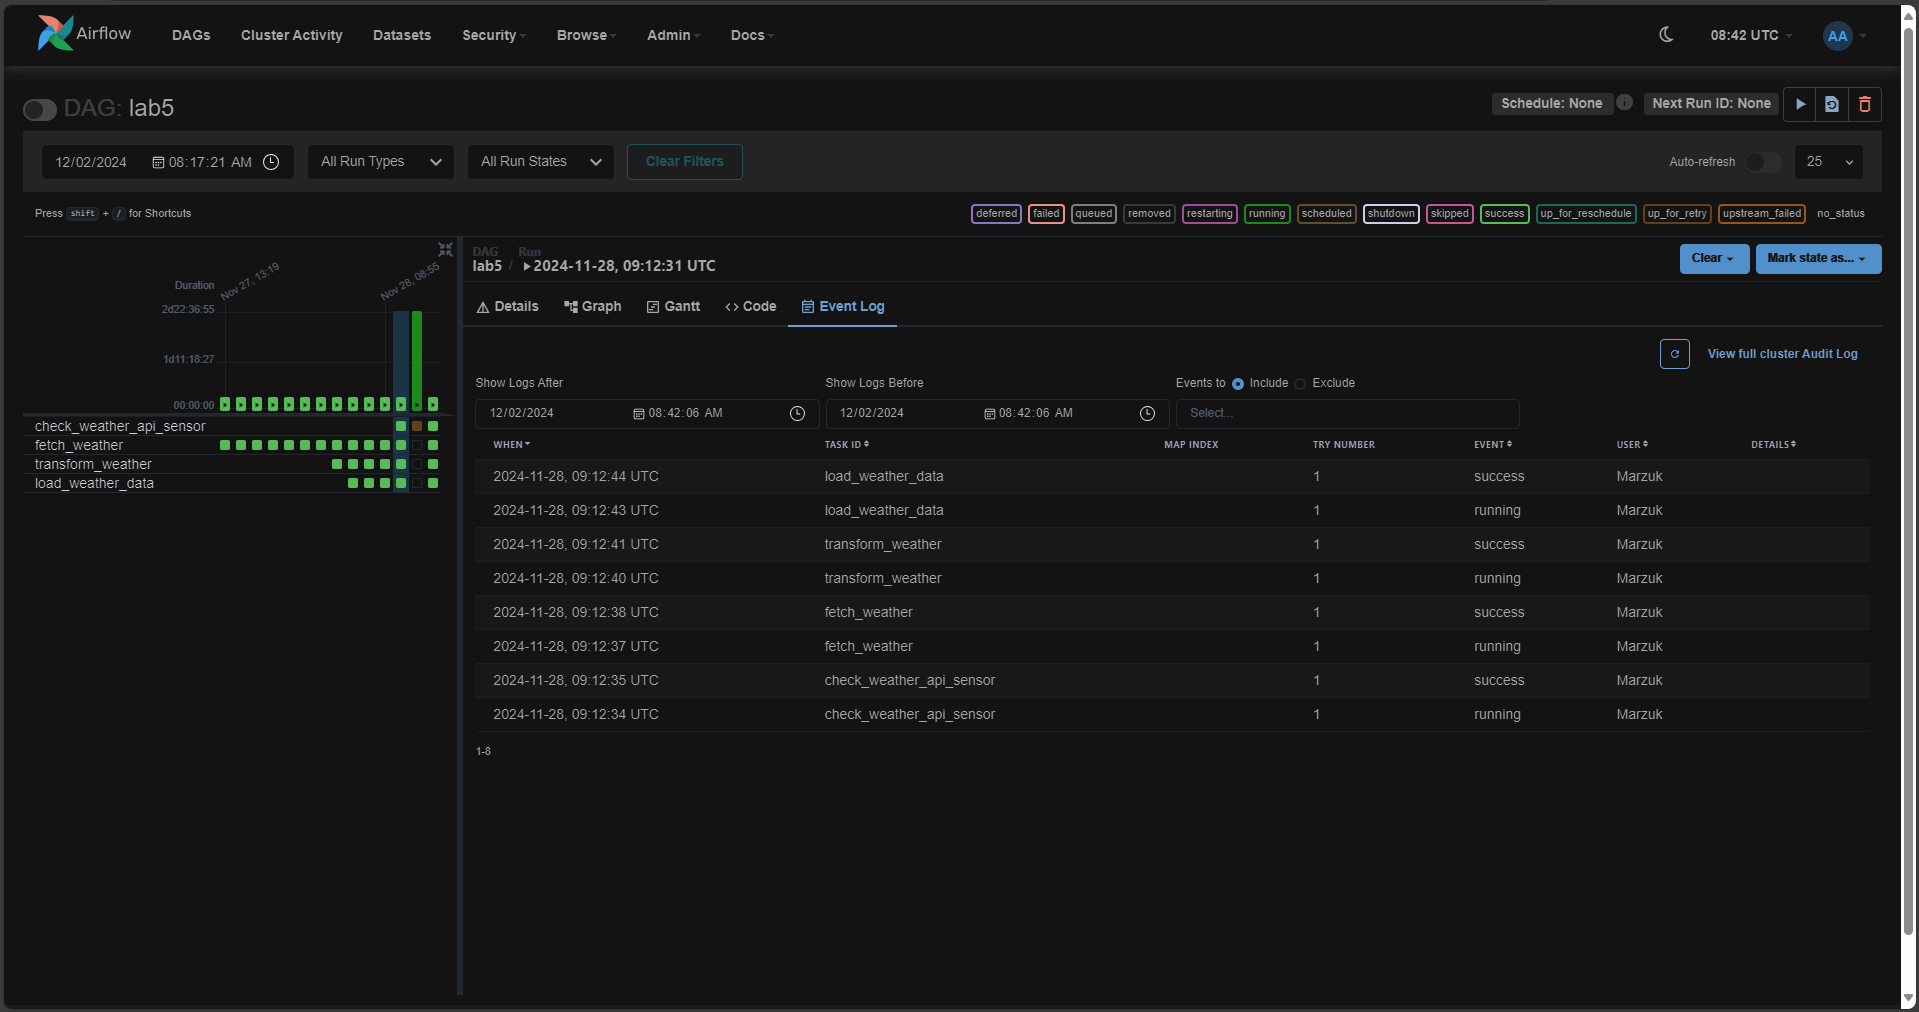 Airflow DAGs Cluster Activity Datasets Security Browse Admin Docs 08:42 UTC AA
DAG: lab5 Schedule: None i Next Run ID: None
12/02/2024 08:17:21 AM All Run Types All Run States Clear Filters Auto-refresh 25
Press shift + / for Shortcuts deferred failed queued removed restarting running scheduled shutdown skipped success up_for_reschedule up_for_retry upstream_failed no_status
DAG Run
lab5 / 2024-11-28, 09:12:31 UTC Clear Mark state as...
Duration Nov 27, 13:19 Nov 28, 08:55
2d22:36:55
1d11:18:27
00:00:00
check_weather_api_sensor
fetch_weather
transform_weather
load_weather_data
Details Graph Gantt Code Event Log
View full cluster Audit Log
Show Logs After Show Logs Before Events to Include Exclude
12/02/2024 08:42:06 AM 12/02/2024 08:42:06 AM Select...
WHEN TASK ID MAP INDEX TRY NUMBER EVENT USER DETAILS
2024-11-28, 09:12:44 UTC load_weather_data 1 success Marzuk
2024-11-28, 09:12:43 UTC load_weather_data 1 running Marzuk
2024-11-28, 09:12:41 UTC transform_weather 1 success Marzuk
2024-11-28, 09:12:40 UTC transform_weather 1 running Marzuk
2024-11-28, 09:12:38 UTC fetch_weather 1 success Marzuk
2024-11-28, 09:12:37 UTC fetch_weather 1 running Marzuk
2024-11-28, 09:12:35 UTC check_weather_api_sensor 1 success Marzuk
2024-11-28, 09:12:34 UTC check_weather_api_sensor 1 running Marzuk
1-8